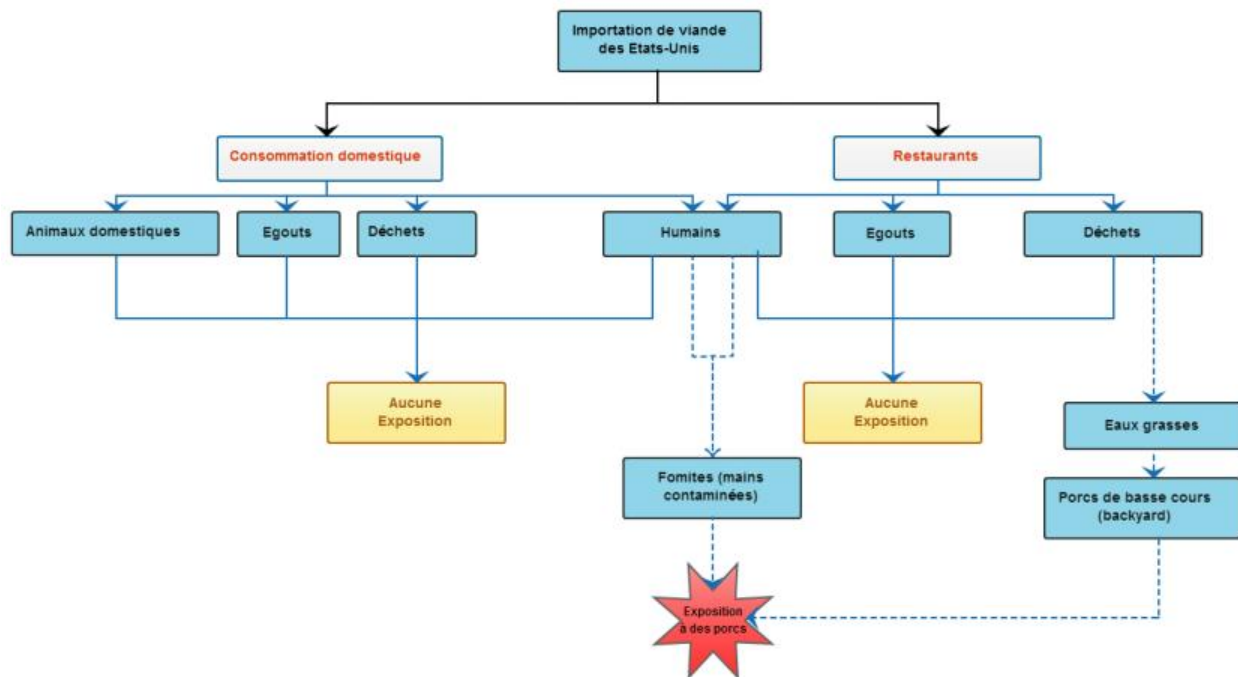 Importation de viande
des Etats-Unis
Consommation domestique
Restaurants
Animaux domestiques
Egouts
Déchets
Humains
Egouts
Déchets
Aucune
Exposition
Aucune
Exposition
Eaux grasses
Fomites (mains
contaminées)
Porcs de basse cours
(backyard)
Exposition
à des porcs